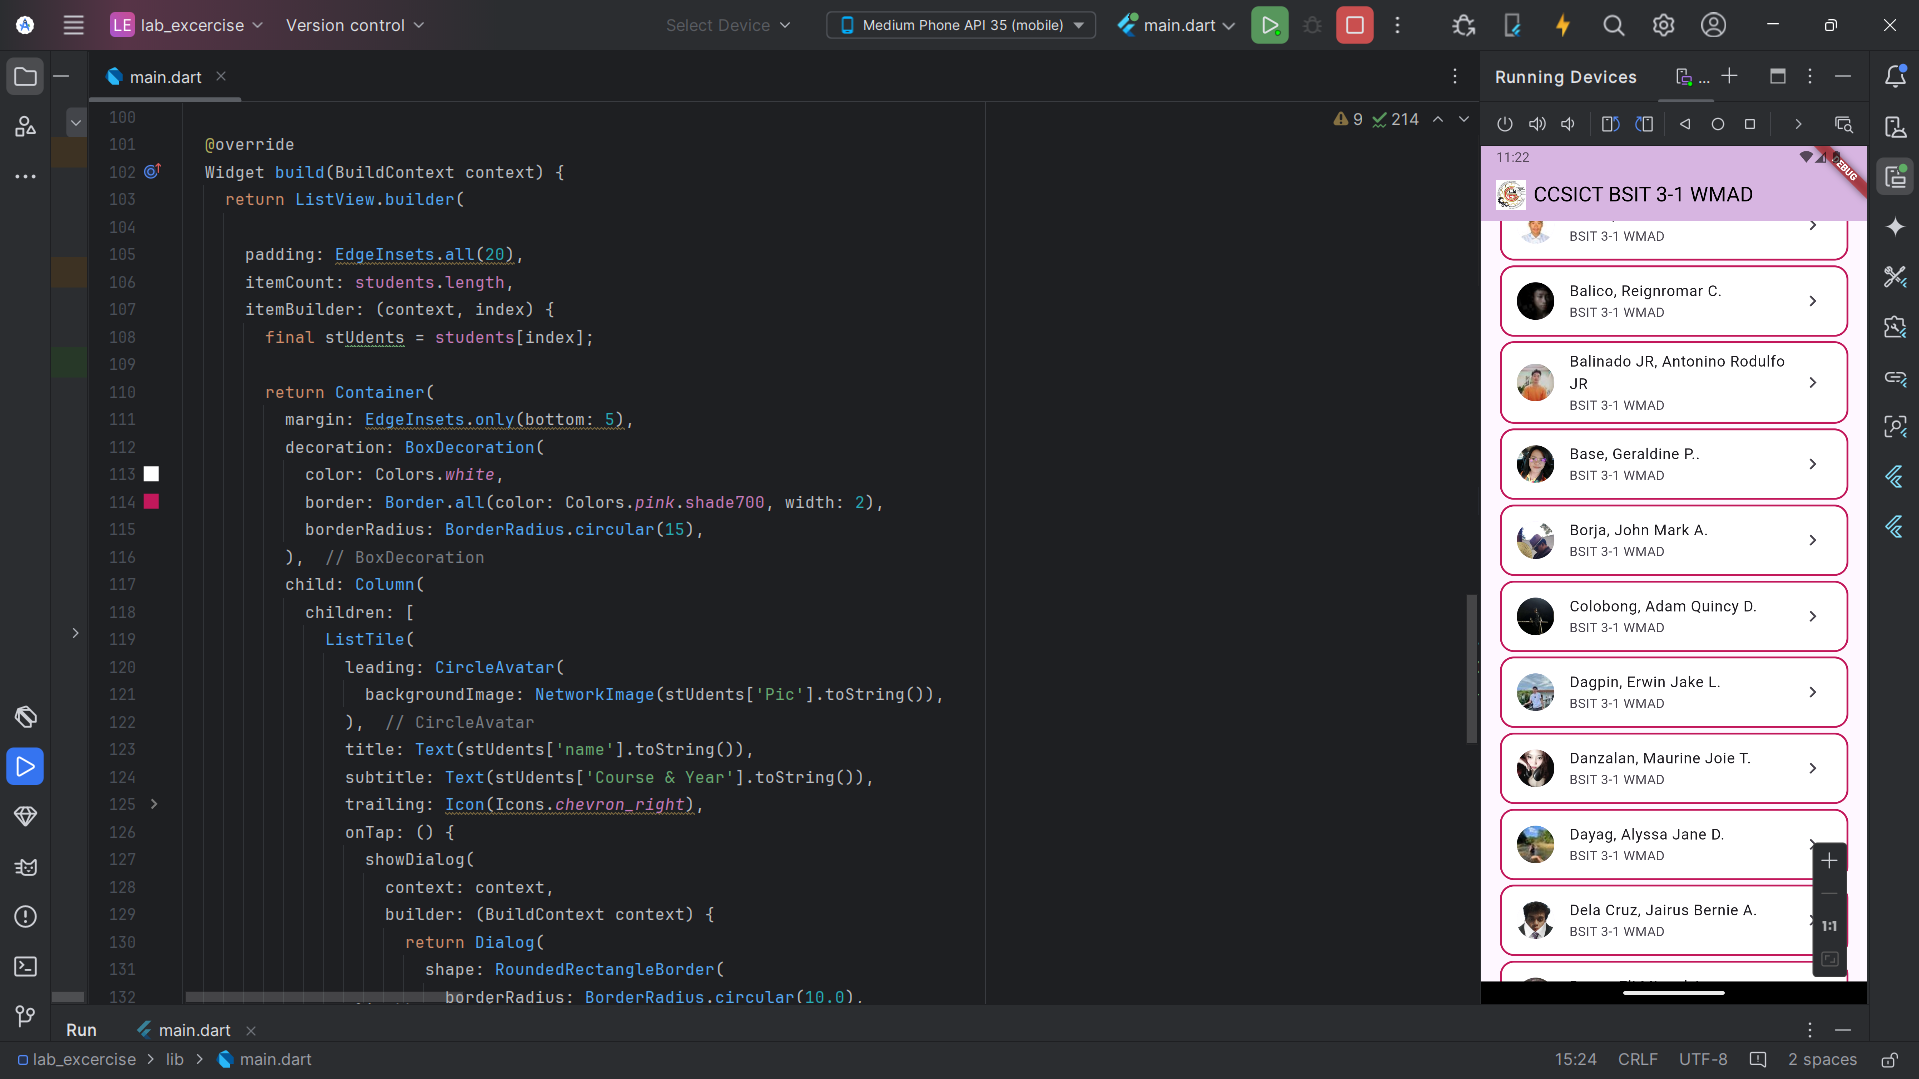 LE lab_excercise
Version control
Select Device
Medium Phone API 35 (mobile)
main.dart
main.dart
9 214
100
101 @override
102 Widget build(BuildContext context) {
103 return ListView.builder(
104
105 padding: EdgeInsets.all(20),
106 itemCount: students.length,
107 itemBuilder: (context, index) {
108 final stUdents = students[index];
109
110 return Container(
111 margin: EdgeInsets.only(bottom: 5),
112 decoration: BoxDecoration(
113 color: Colors.white,
114 border: Border.all(color: Colors.pink.shade700, width: 2),
115 borderRadius: BorderRadius.circular(15),
116 ), // BoxDecoration
117 child: Column(
118 children: [
119 ListTile(
120 leading: CircleAvatar(
121 backgroundImage: NetworkImage(stUdents['Pic'].toString()),
122 ), // CircleAvatar
123 title: Text(stUdents['name'].toString()),
124 subtitle: Text(stUdents['Course & Year'].toString()),
125 trailing: Icon(Icons.chevron_right),
126 onTap: () {
127 showDialog(
128 context: context,
129 builder: (BuildContext context) {
130 return Dialog(
131 shape: RoundedRectangleBorder(
132 borderRadius: BorderRadius.circular(10.0),
Running Devices
...
11:22
CCSICT BSIT 3-1 WMAD
BSIT 3-1 WMAD
Balico, Reignromar C.
BSIT 3-1 WMAD
Balinado JR, Antonino Rodulfo
JR
BSIT 3-1 WMAD
Base, Geraldine P..
BSIT 3-1 WMAD
Borja, John Mark A.
BSIT 3-1 WMAD
Colobong, Adam Quincy D.
BSIT 3-1 WMAD
Dagpin, Erwin Jake L.
BSIT 3-1 WMAD
Danzalan, Maurine Joie T.
BSIT 3-1 WMAD
Dayag, Alyssa Jane D.
BSIT 3-1 WMAD
Dela Cruz, Jairus Bernie A.
BSIT 3-1 WMAD
1:1
Run
main.dart
lab_excercise > lib > main.dart
15:24 CRLF UTF-8 2 spaces